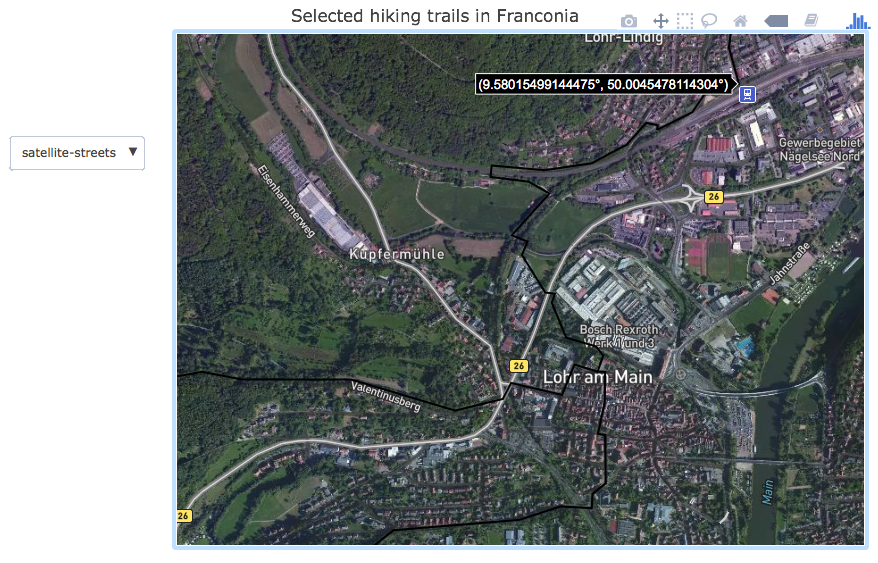 Selected hiking trails in Franconia
Lohr-Lindig
(9.58015499144475°, 50.0045478114304°)
satellite-streets
Gewerbegebiet
Nägelsee Nord
Eisenhammerweg
26
Kupfermühle
Jahnstraße
Bosch Rexroth
Werk 1 und 3
26
Lohr am Main
Valentinusberg
Main
26